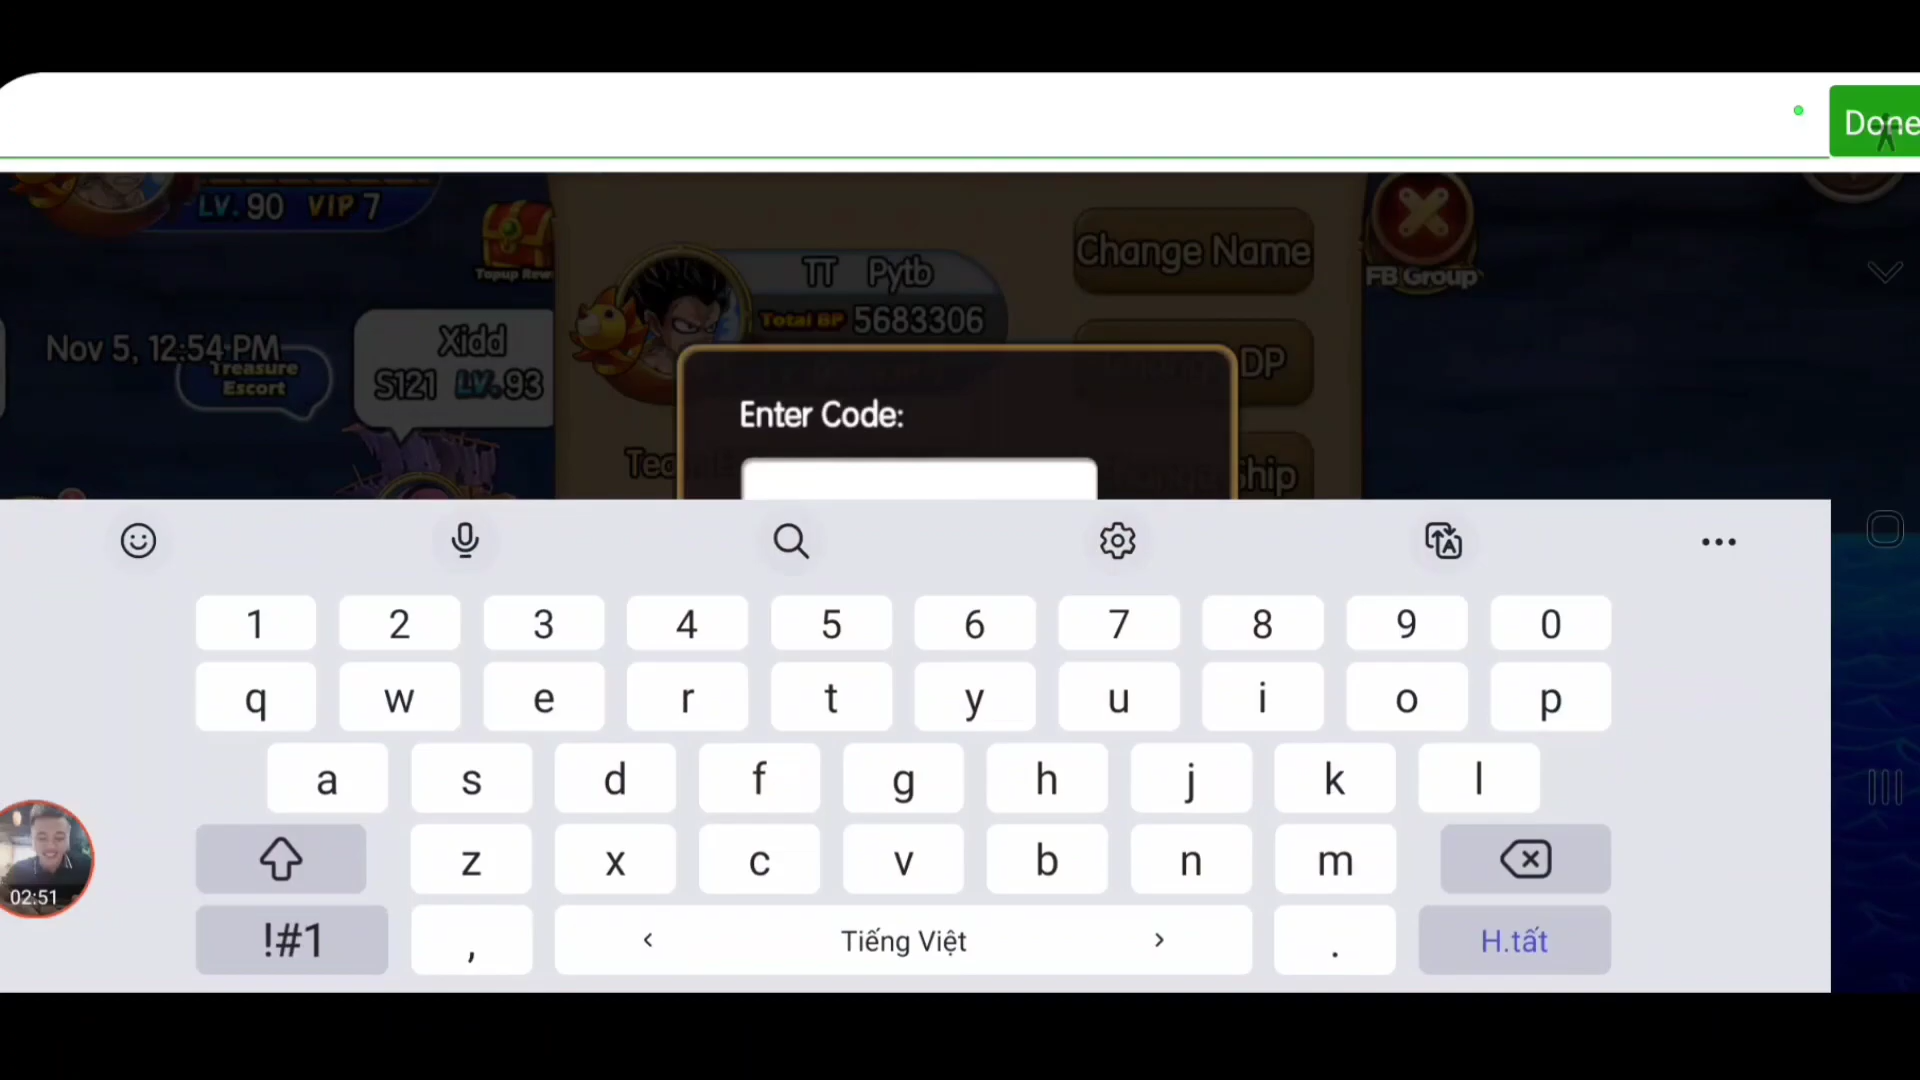 Done
LV. 90 VIP 7
Topup Rew
TT Pytb
Total BP 5683306
Change Name
FB Group
Nov 5, 12:54 PM
Treasure
Escort
Xidd
S121 LV. 93
DP
Enter Code:
Ship
1 2 3 4 5 6 7 8 9 0
q w e r t y u i o p
a s d f g h j k l
z x c v b n m
02:51
!#1 , < Tiếng Việt > . H.tất